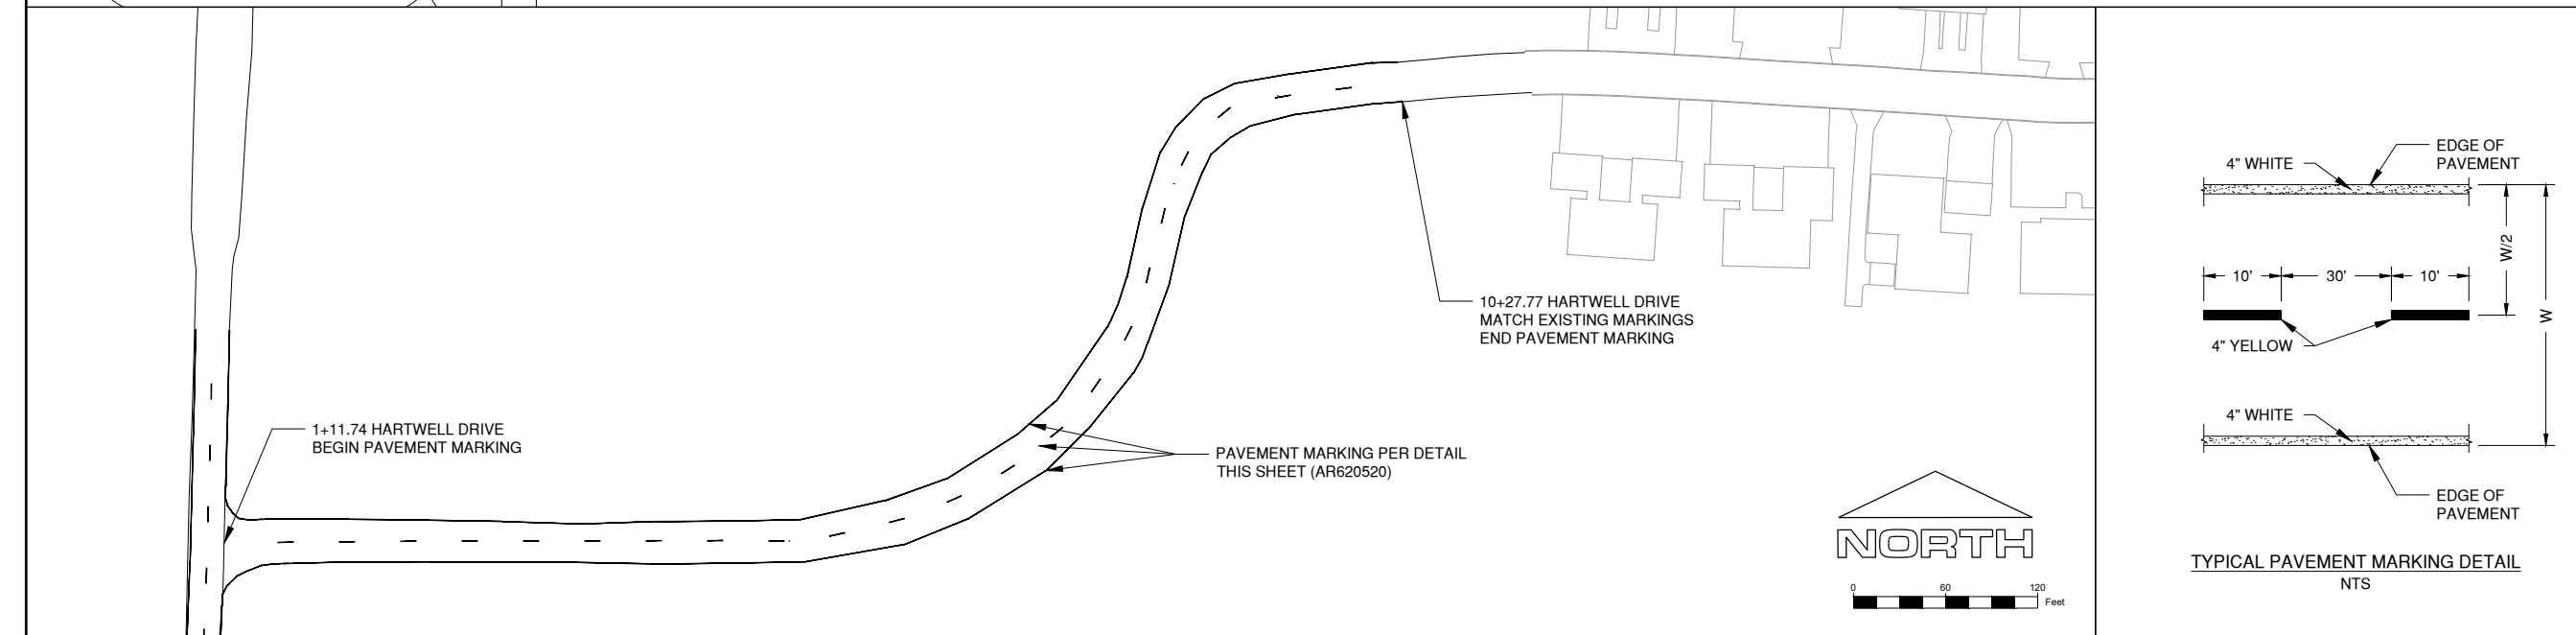 1+11.74 HARTWELL DRIVE
BEGIN PAVEMENT MARKING
PAVEMENT MARKING PER DETAIL
THIS SHEET (AR620520)
10+27.77 HARTWELL DRIVE
MATCH EXISTING MARKINGS
END PAVEMENT MARKING
NORTH
0 60 120
Feet
EDGE OF
PAVEMENT
4" WHITE
W/2
W
10' 30' 10'
4" YELLOW
4" WHITE
EDGE OF
PAVEMENT
TYPICAL PAVEMENT MARKING DETAIL
NTS